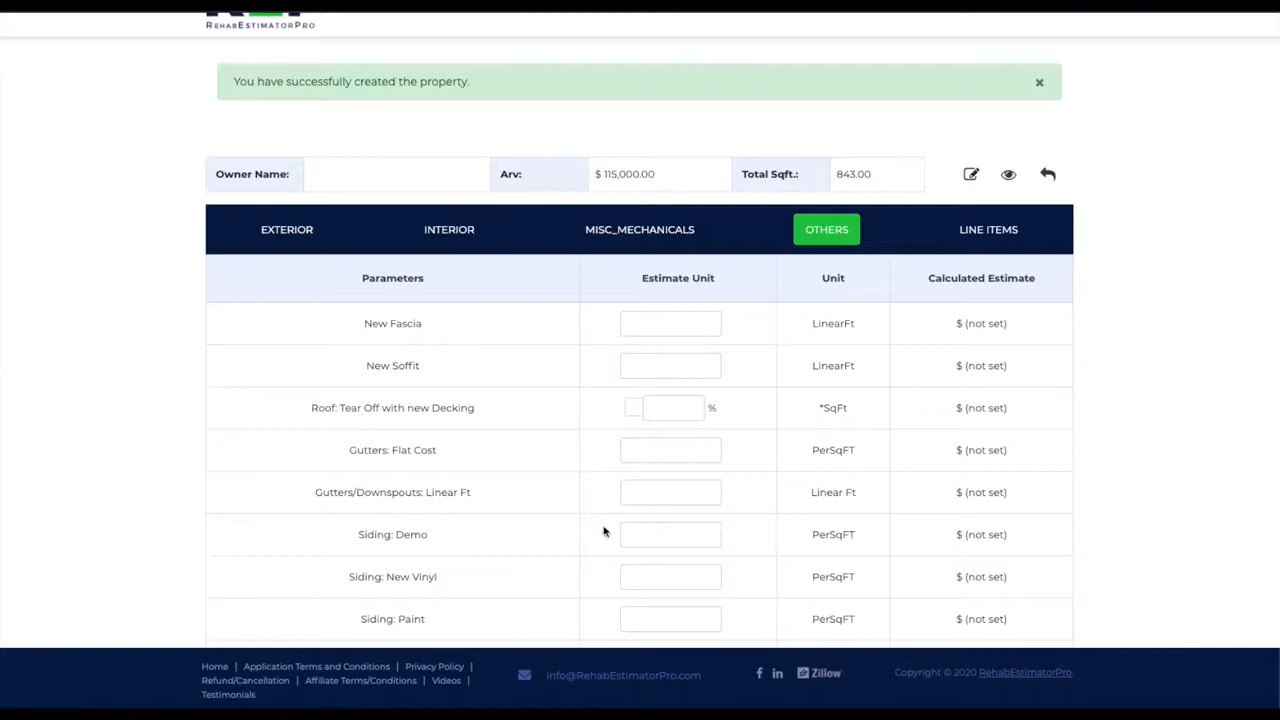 REHABESTIMATORPRO
You have successfully created the property. ×
Owner Name: Arv: $ 115,000.00 Total Sqft.: 843.00
EXTERIOR INTERIOR MISC_MECHANICALS OTHERS LINE ITEMS
Parameters Estimate Unit Unit Calculated Estimate
New Fascia LinearFt $ (not set)
New Soffit LinearFt $ (not set)
Roof: Tear Off with new Decking % *SqFt $ (not set)
Gutters: Flat Cost PerSqFT $ (not set)
Gutters/Downspouts: Linear Ft Linear Ft $ (not set)
Siding: Demo PerSqFT $ (not set)
Siding: New Vinyl PerSqFT $ (not set)
Siding: Paint PerSqFT $ (not set)
Home | Application Terms and Conditions | Privacy Policy | info@RehabEstimatorPro.com Zillow Copyright © 2020 RehabEstimatorPro.
Refund/Cancellation | Affiliate Terms/Conditions | Videos |
Testimonials